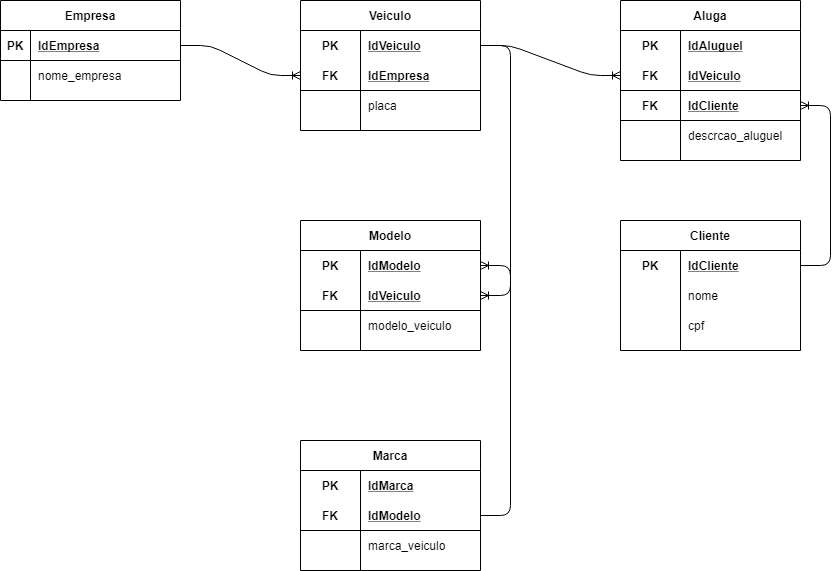 Empresa
PK IdEmpresa
nome_empresa
Veiculo
PK IdVeiculo
FK IdEmpresa
placa
Aluga
PK IdAluguel
FK IdVeiculo
FK IdCliente
descrcao_aluguel
Modelo
PK IdModelo
FK IdVeiculo
modelo_veiculo
Cliente
PK IdCliente
nome
cpf
Marca
PK IdMarca
FK IdModelo
marca_veiculo